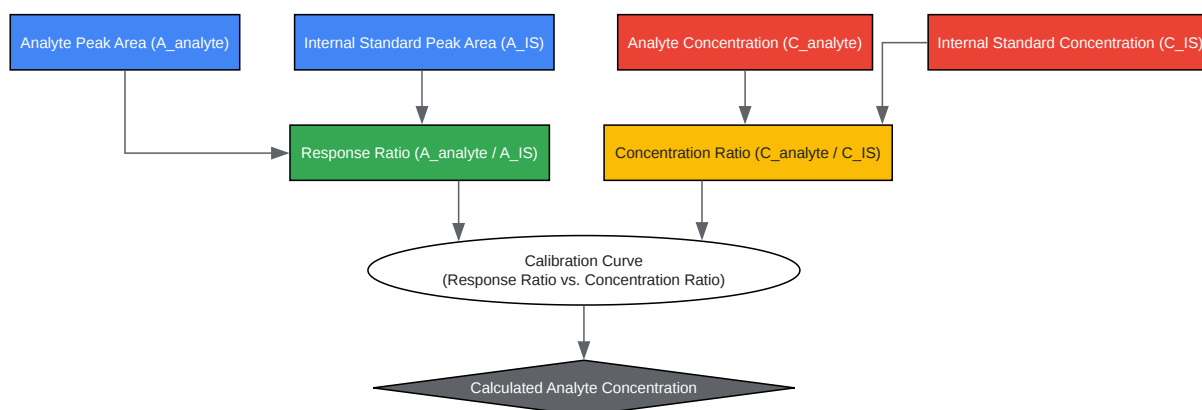 Analyte Peak Area (A_analyte)
Internal Standard Peak Area (A_IS)
Analyte Concentration (C_analyte)
Internal Standard Concentration (C_IS)
Response Ratio (A_analyte / A_IS)
Concentration Ratio (C_analyte / C_IS)
Calibration Curve
(Response Ratio vs. Concentration Ratio)
Calculated Analyte Concentration